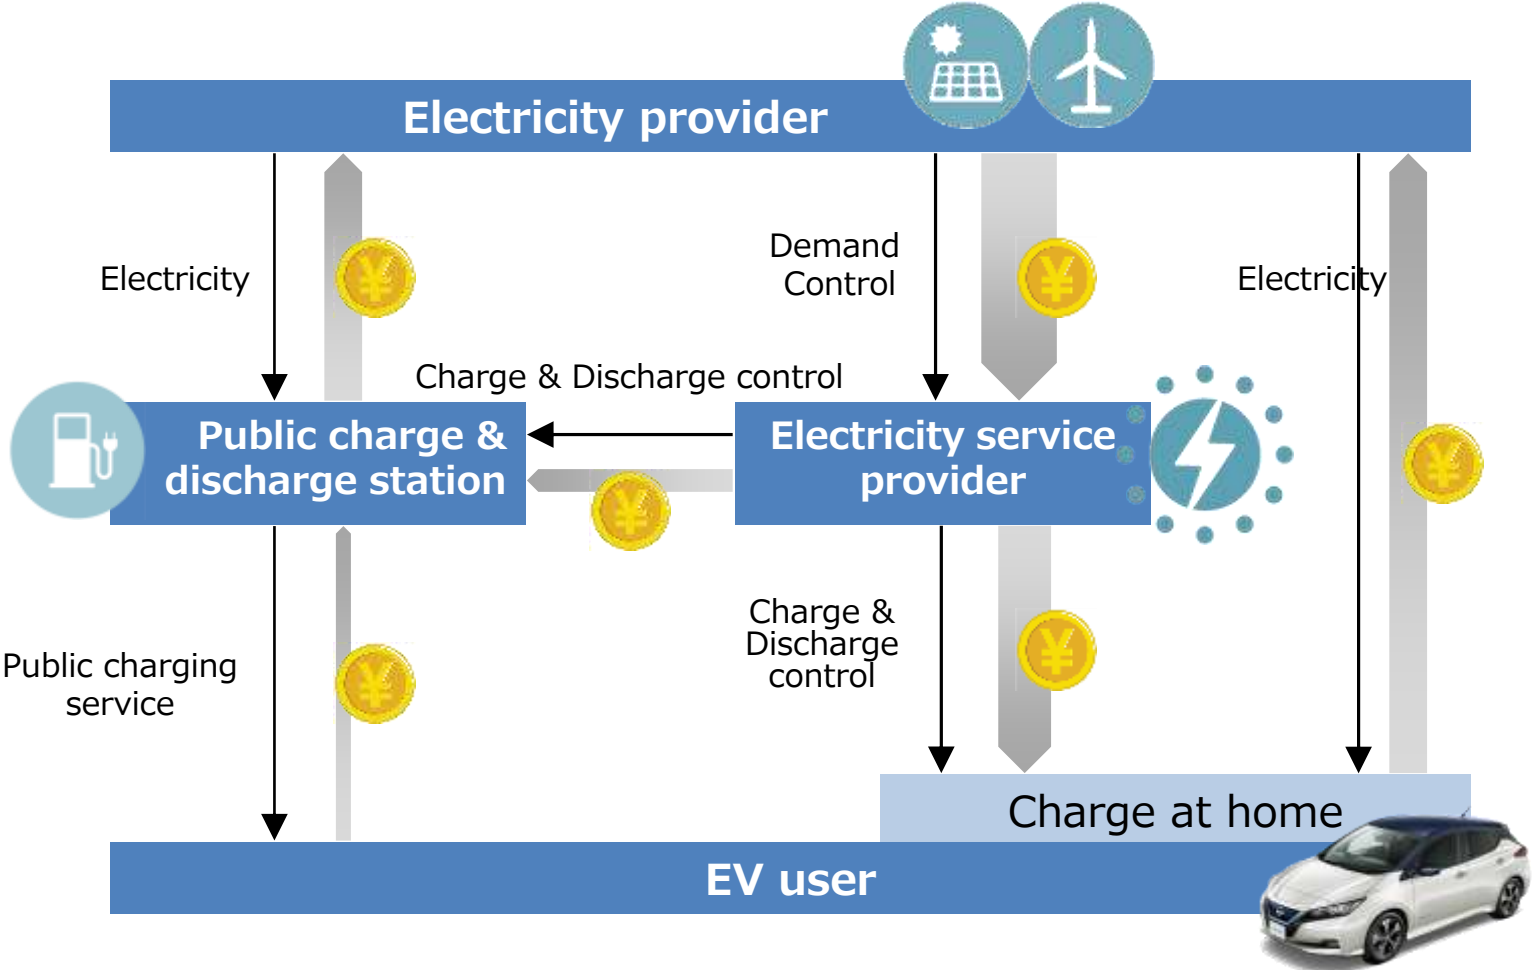 Electricity provider
Electricity
¥
Demand
Control
¥
Electricity
Charge & Discharge control
Public charge &
discharge station
¥
Electricity service
provider
¥
Public charging
service
¥
Charge &
Discharge
control
¥
Charge at home
EV user